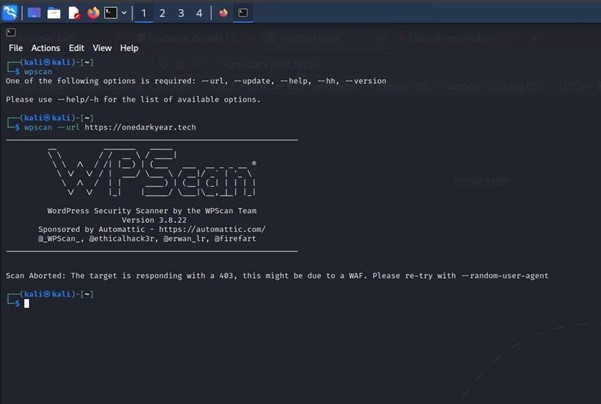 1 2 3 4
File Actions Edit View Help
┌──(kali㉿kali)-[~]
└─$ wpscan
One of the following options is required: --url, --update, --help, --hh, --version
Please use --help/-h for the list of available options.
┌──(kali㉿kali)-[~]
└─$ wpscan --url https://onedarkyear.tech
WPScan ®
WordPress Security Scanner by the WPScan Team
Version 3.8.22
Sponsored by Automattic - https://automattic.com/
@_WPScan_, @ethicalhack3r, @erwan_lr, @firefart
Scan Aborted: The target is responding with a 403, this might be due to a WAF. Please re-try with --random-user-agent
┌──(kali㉿kali)-[~]
└─$